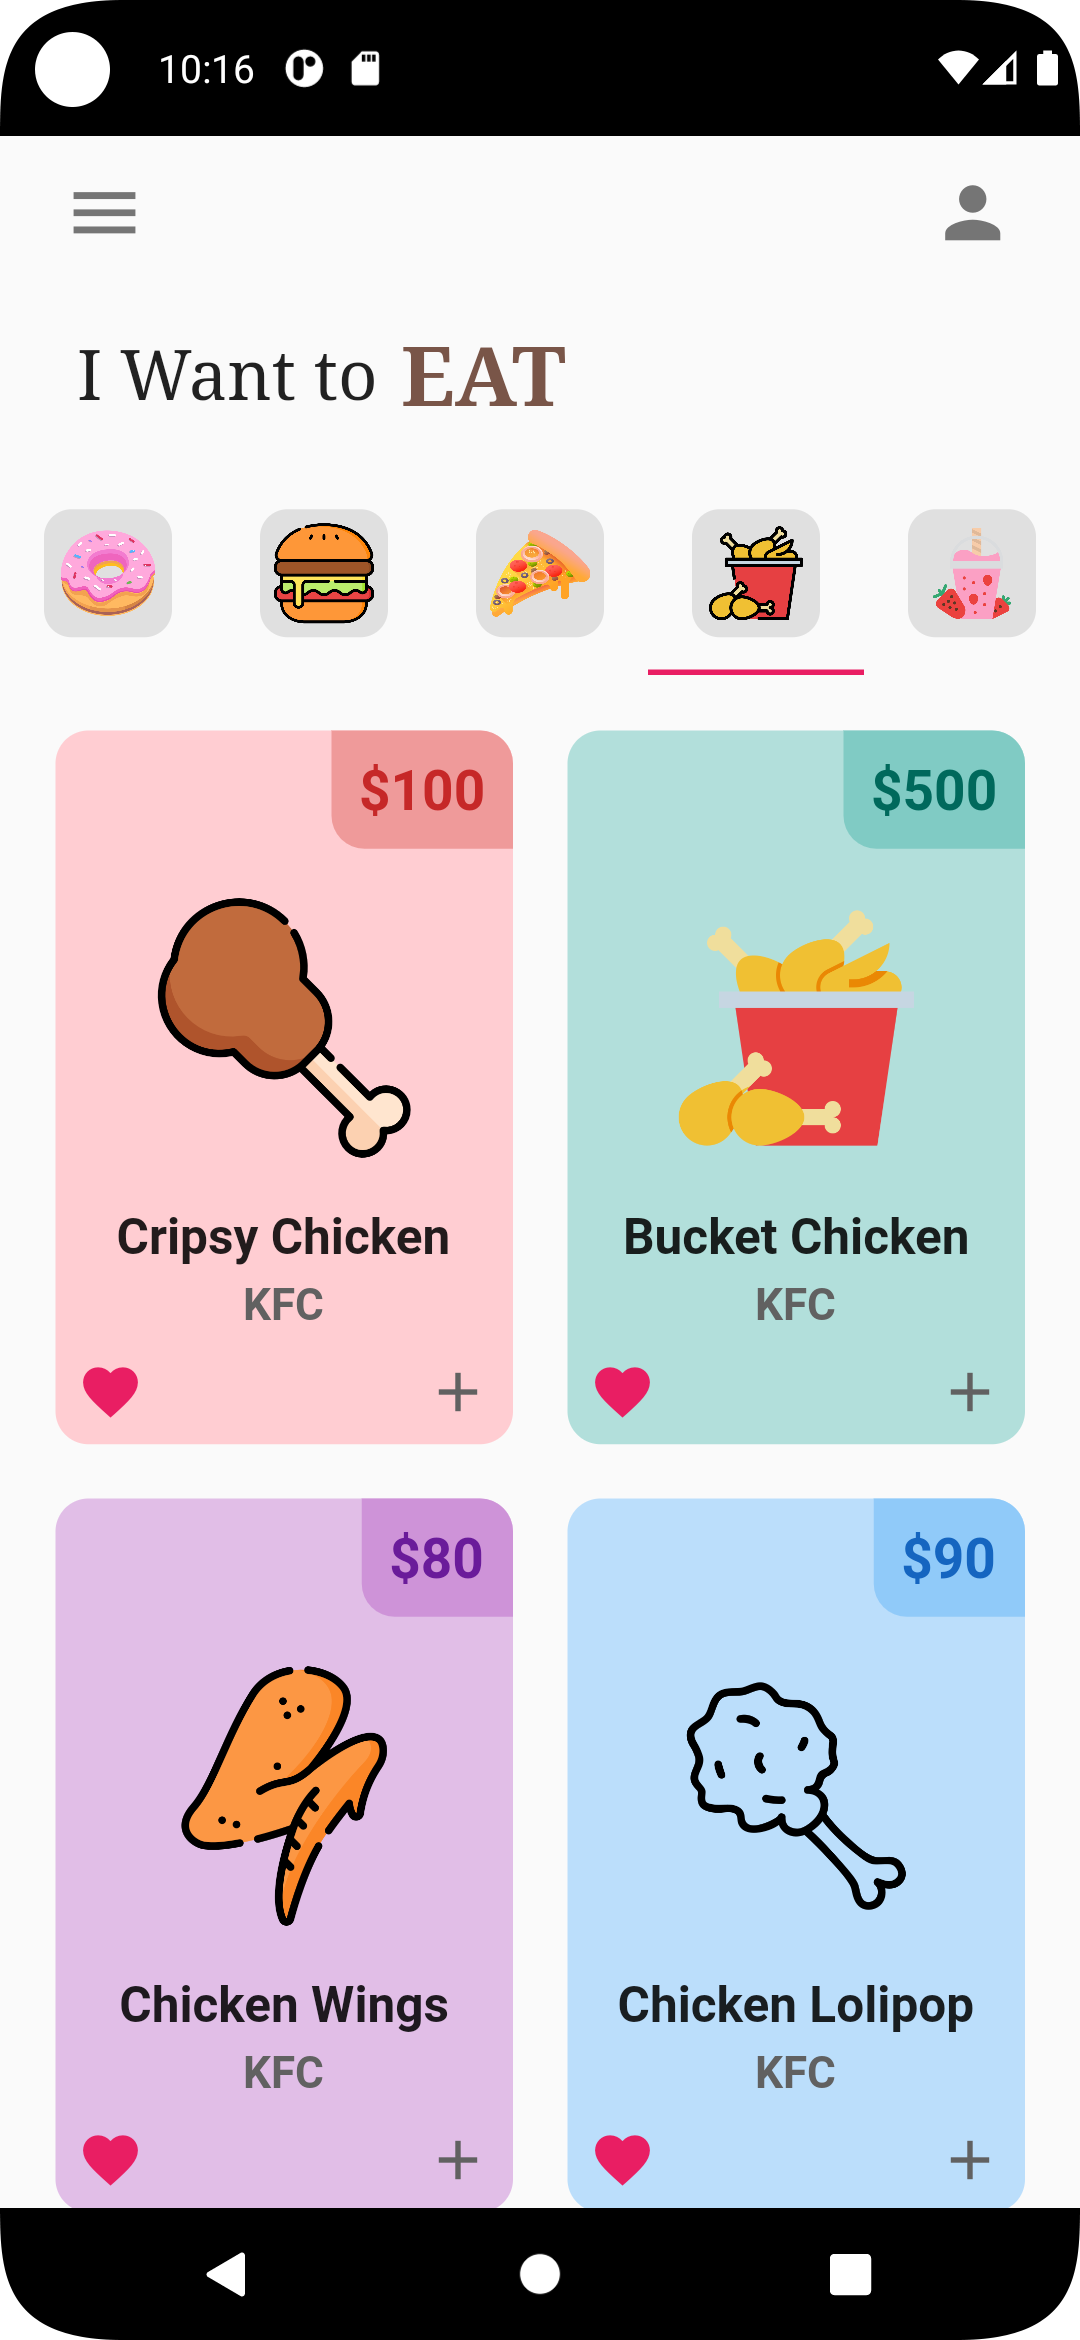 10:16
I Want to EAT
$100
$500
Cripsy Chicken
KFC
Bucket Chicken
KFC
$80
$90
Chicken Wings
KFC
Chicken Lolipop
KFC